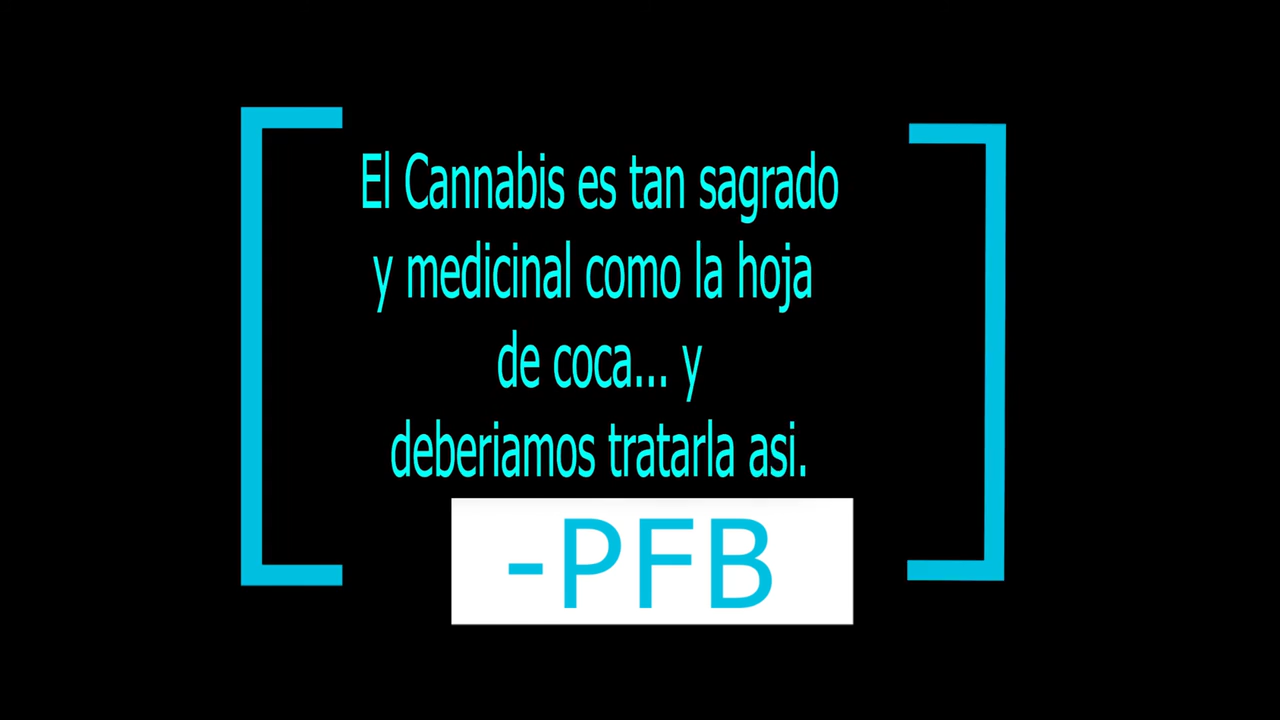 El Cannabis es tan sagrado
y medicinal como la hoja
de coca... y
deberiamos tratarla asi.
-PFB